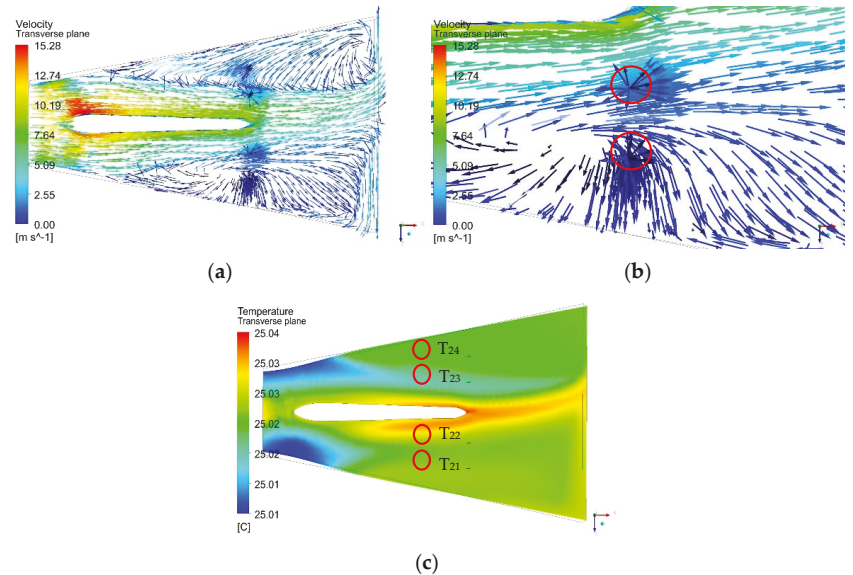 Velocity
Transverse plane
15.28
12.74
10.19
7.64
5.09
2.55
0.00
[m s^-1]
(a)
Velocity
Transverse plane
15.28
12.74
10.19
7.64
5.09
2.55
0.00
[m s^-1]
(b)
Temperature
Transverse plane
25.04
25.03
25.03
25.02
25.02
25.01
25.01
[C]
T24
T23
T22
T21
(c)